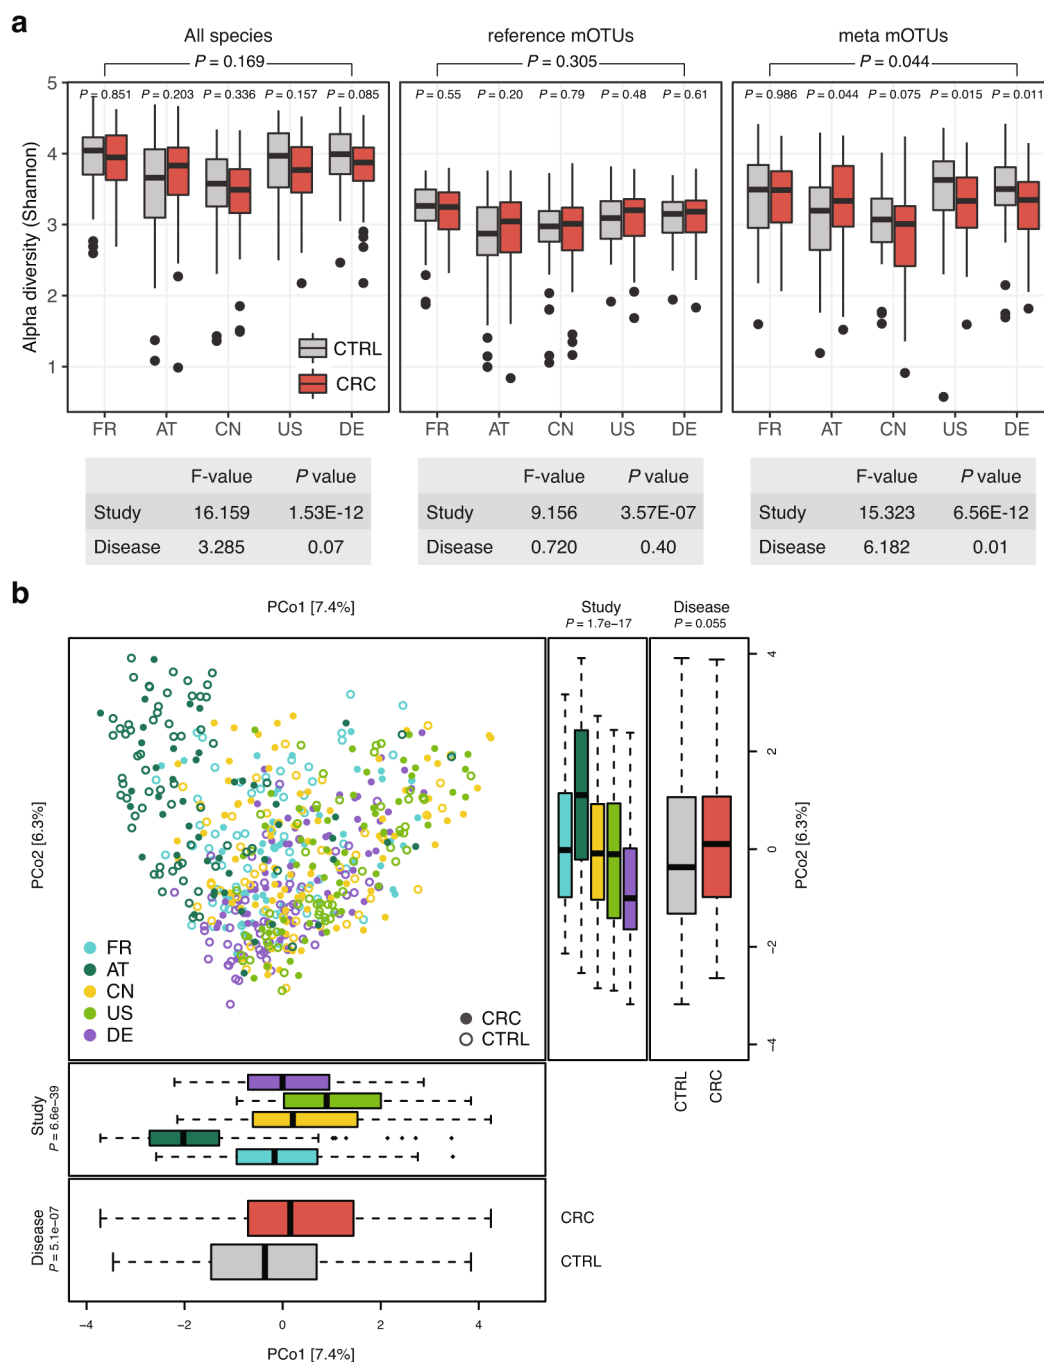 a
All species
reference mOTUs
meta mOTUs
P = 0.169
P = 0.305
P = 0.044
P = 0.851 P = 0.203 P = 0.336 P = 0.157 P = 0.085
P = 0.55 P = 0.20 P = 0.79 P = 0.48 P = 0.61
P = 0.986 P = 0.044 P = 0.075 P = 0.015 P = 0.011
Alpha diversity (Shannon)
5
4
3
2
1
CTRL
CRC
FR AT CN US DE
FR AT CN US DE
FR AT CN US DE
F-value P value
Study 16.159 1.53E-12
Disease 3.285 0.07
F-value P value
Study 9.156 3.57E-07
Disease 0.720 0.40
F-value P value
Study 15.323 6.56E-12
Disease 6.182 0.01
b
PCo1 [7.4%]
Study
P = 1.7e−17
Disease
P = 0.055
PCo2 [6.3%]
FR
AT
CN
US
DE
CRC
CTRL
4
2
0
−2
−4
PCo2 [6.3%]
CTRL
CRC
Study
P = 6.6e−39
Disease
P = 5.1e−07
CRC
CTRL
−4 −2 0 2 4
PCo1 [7.4%]